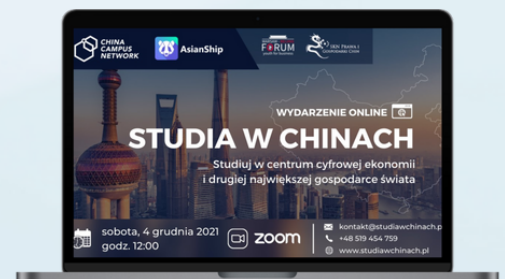 CHINA
CAMPUS
NETWORK
AsianShip
FORUM
WYDARZENIE ONLINE
STUDIA W CHINACH
Studiuj w centrum cyfrowej ekonomii
i drugiej największej gospodarce świata
sobota, 4 grudnia 2021
godz. 12:00
zoom
kontakt@studiawchinach.p
+48 519 454 759
www.studiawchinach.pl